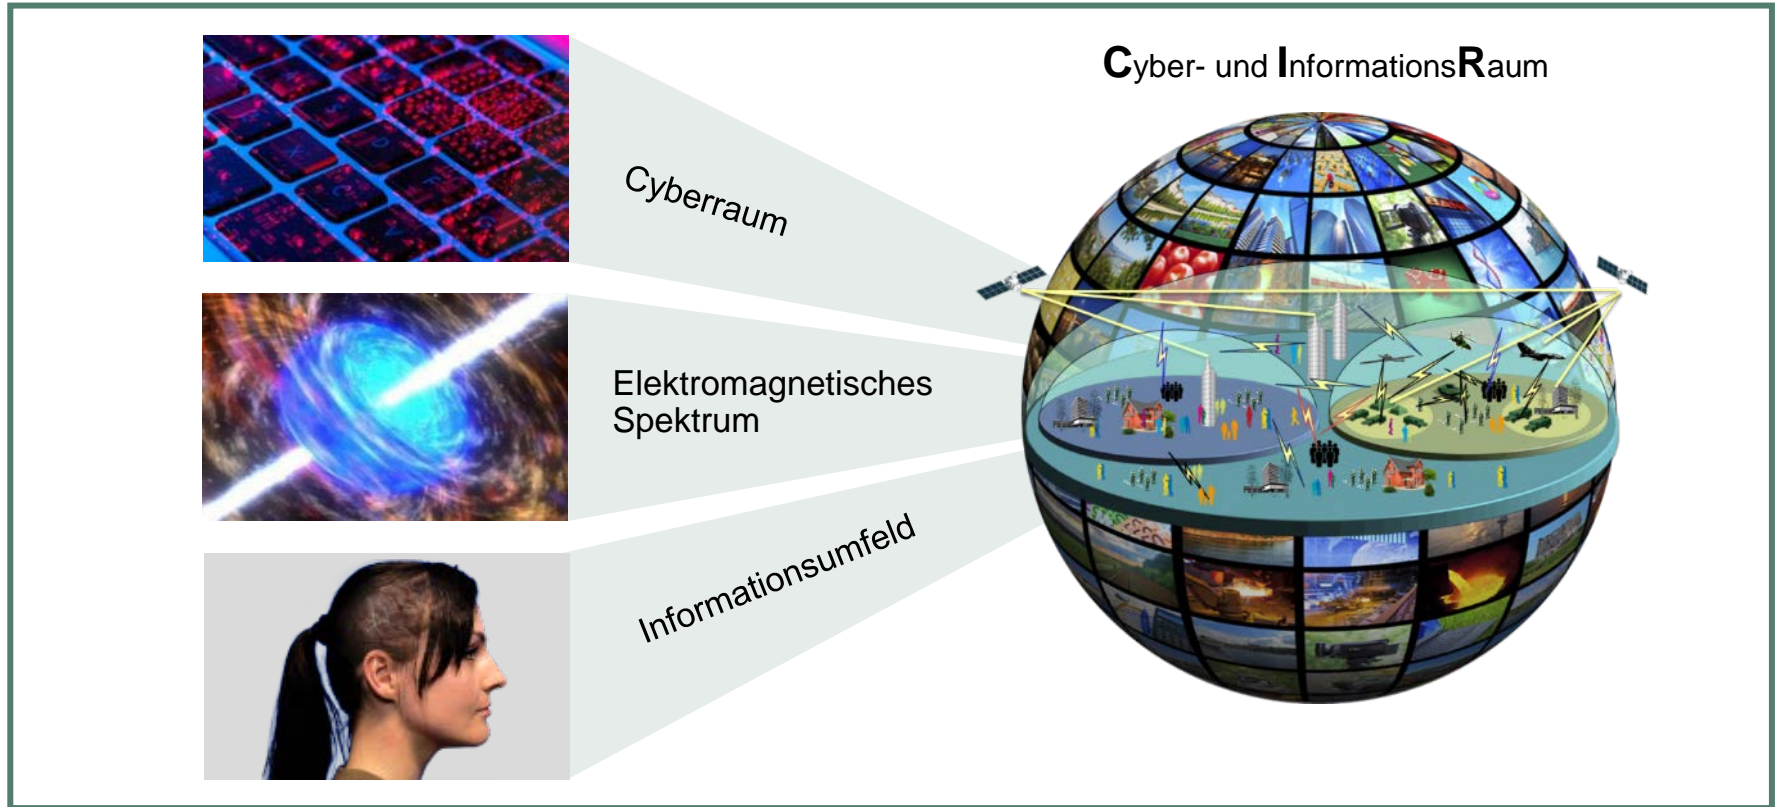 Cyber- und InformationsRaum
Cyberraum
Elektromagnetisches
Spektrum
Informationsumfeld